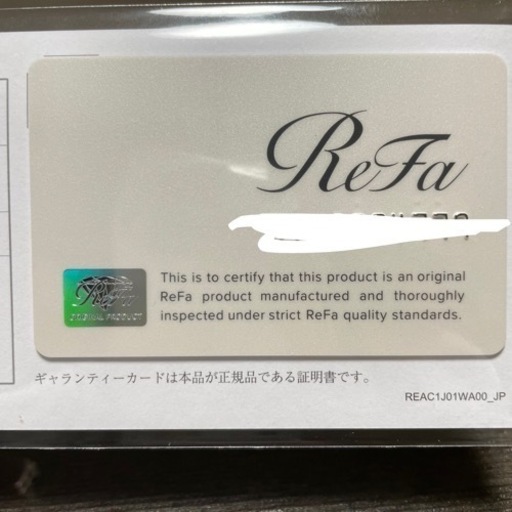 ReFa
This is to certify that this product is an original
ReFa product manufactured and thoroughly
inspected under strict ReFa quality standards.
ReFa
ORIGINAL PRODUCT
ギャランティーカードは本品が正規品である証明書です。
REAC1J01WA00_JP